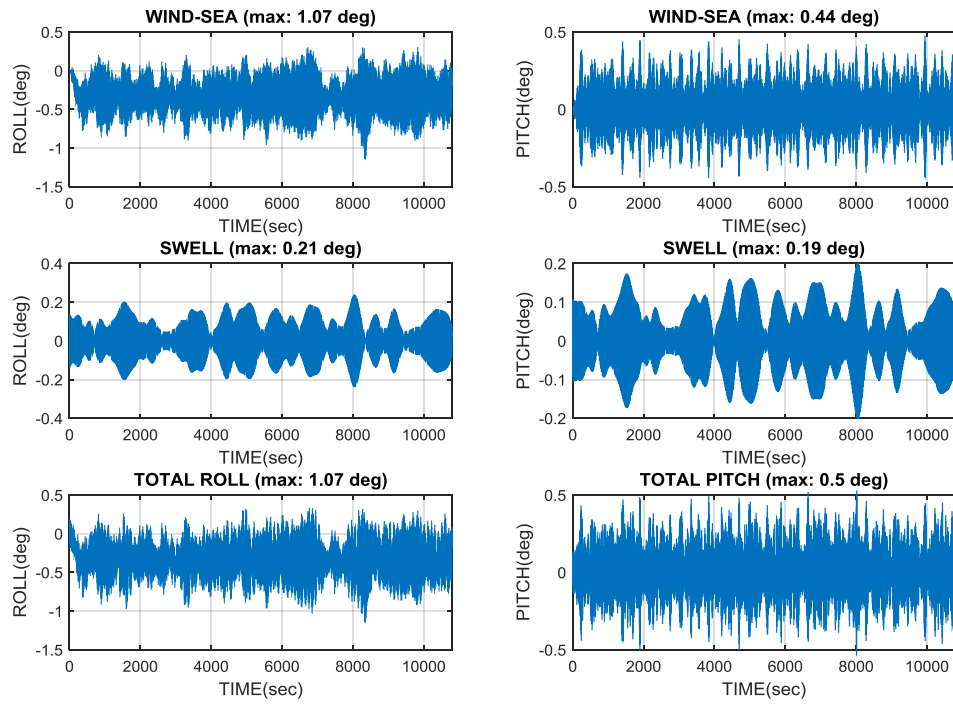 WIND-SEA (max: 1.07 deg)
ROLL(deg)
0.5
0
-0.5
-1
-1.5
0 2000 4000 6000 8000 10000
TIME(sec)
WIND-SEA (max: 0.44 deg)
PITCH(deg)
0.5
0
-0.5
0 2000 4000 6000 8000 10000
TIME(sec)
SWELL (max: 0.21 deg)
ROLL(deg)
0.4
0.2
0
-0.2
-0.4
0 2000 4000 6000 8000 10000
TIME(sec)
SWELL (max: 0.19 deg)
PITCH(deg)
0.2
0.1
0
-0.1
-0.2
0 2000 4000 6000 8000 10000
TIME(sec)
TOTAL ROLL (max: 1.07 deg)
ROLL(deg)
0.5
0
-0.5
-1
-1.5
0 2000 4000 6000 8000 10000
TIME(sec)
TOTAL PITCH (max: 0.5 deg)
PITCH(deg)
0.5
0
-0.5
0 2000 4000 6000 8000 10000
TIME(sec)